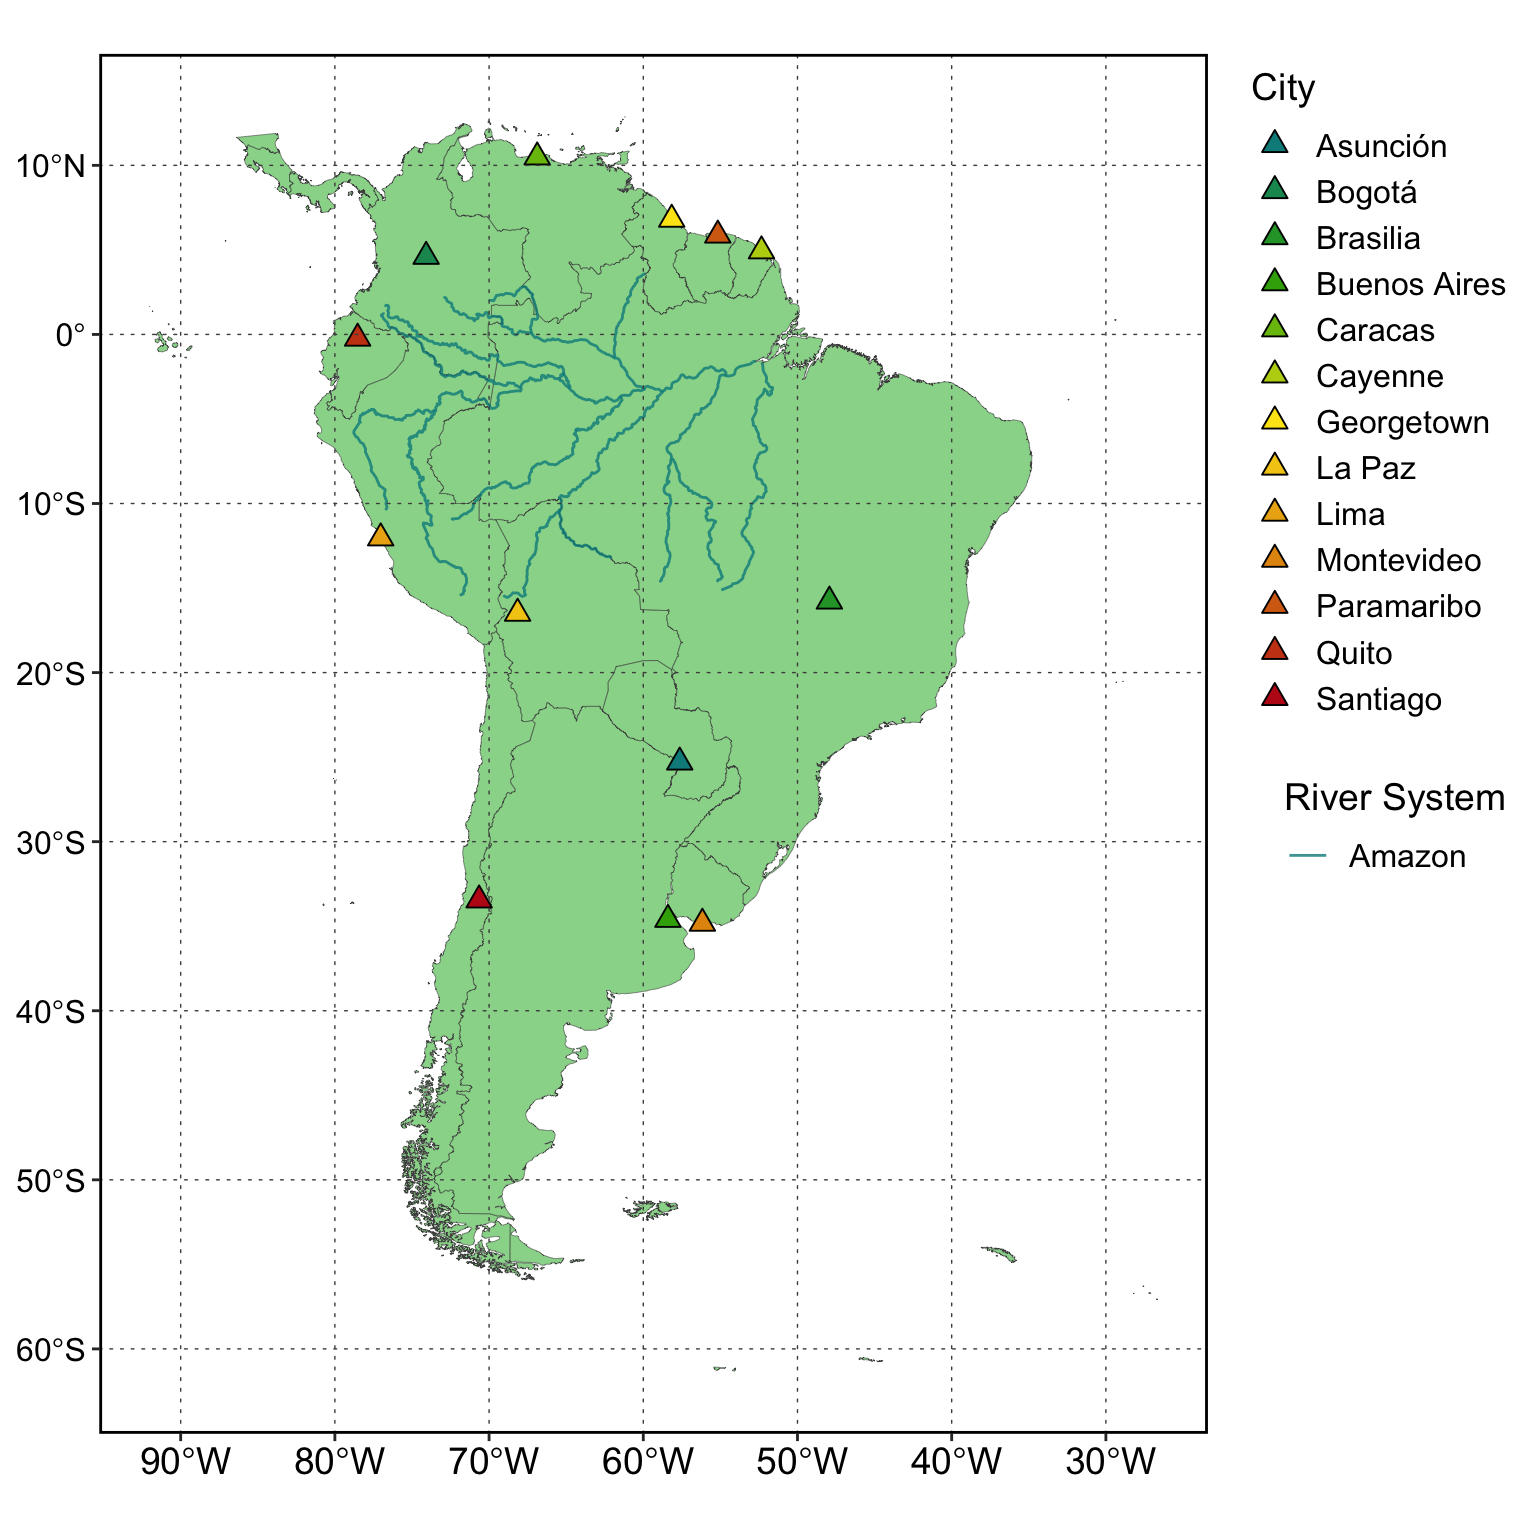 City
Asunción
Bogotá
Brasilia
Buenos Aires
Caracas
Cayenne
Georgetown
La Paz
Lima
Montevideo
Paramaribo
Quito
Santiago
River System
Amazon
10°N
0°
10°S
20°S
30°S
40°S
50°S
60°S
90°W 80°W 70°W 60°W 50°W 40°W 30°W